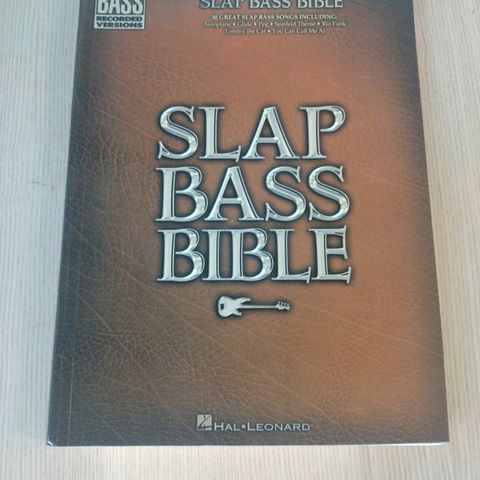 BASS
RECORDED
VERSIONS
SLAP BASS BIBLE
30 GREAT SLAP BASS SONGS INCLUDING:
Aeroplane • Glide • Peg • Seinfeld Theme • Rio Funk
Tommy the Cat • You Can Call Me Al
SLAP
BASS
BIBLE
HAL•LEONARD®